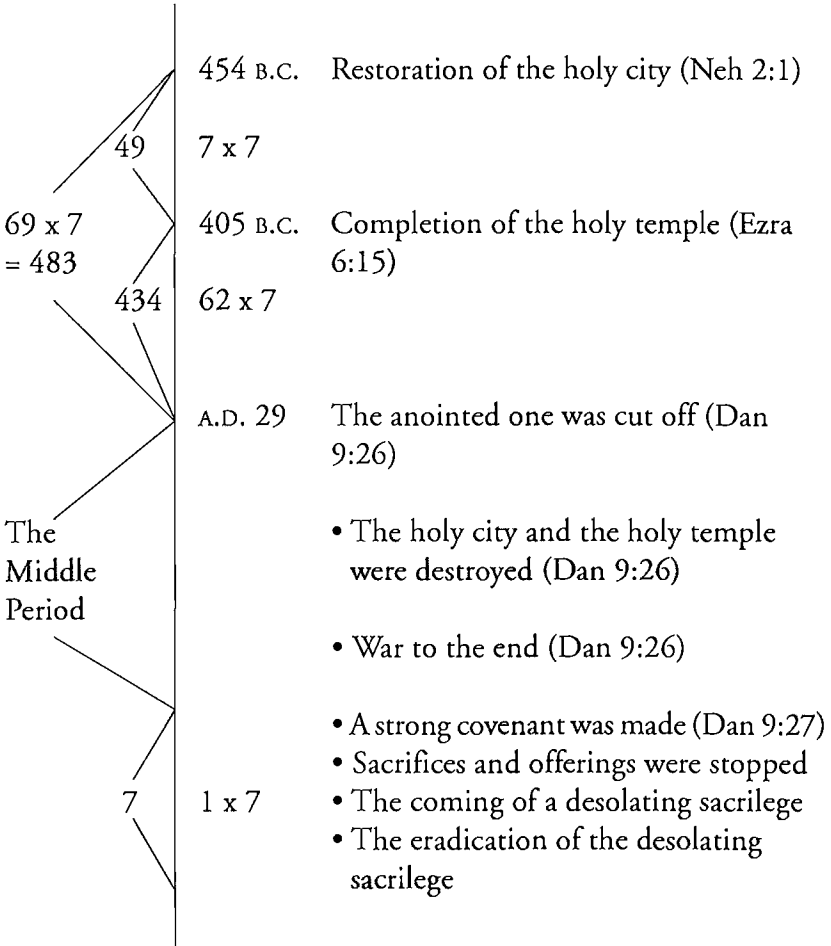 454 B.C. Restoration of the holy city (Neh 2:1)
49 7 x 7
69 x 7
= 483
405 B.C. Completion of the holy temple (Ezra
6:15)
434 62 x 7
A.D. 29 The anointed one was cut off (Dan
9:26)
The
Middle
Period
• The holy city and the holy temple
were destroyed (Dan 9:26)
• War to the end (Dan 9:26)
• A strong covenant was made (Dan 9:27)
• Sacrifices and offerings were stopped
7 1 x 7 • The coming of a desolating sacrilege
• The eradication of the desolating
sacrilege